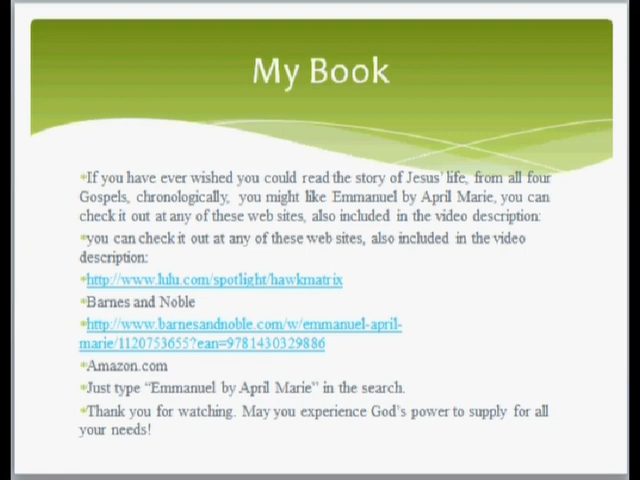 My Book
*If you have ever wished you could read the story of Jesus' life, from all four
Gospels, chronologically, you might like Emmanuel by April Marie, you can
check it out at any of these web sites, also included in the video description:
*you can check it out at any of these web sites, also included in the video
description:
*http://www.lulu.com/spotlight/hawkmatrix
*Barnes and Noble
*http://www.barnesandnoble.com/w/emmanuel-april-
marie/1120753655?ean=9781430329886
*Amazon.com
*Just type “Emmanuel by April Marie” in the search.
*Thank you for watching. May you experience God's power to supply for all
your needs!